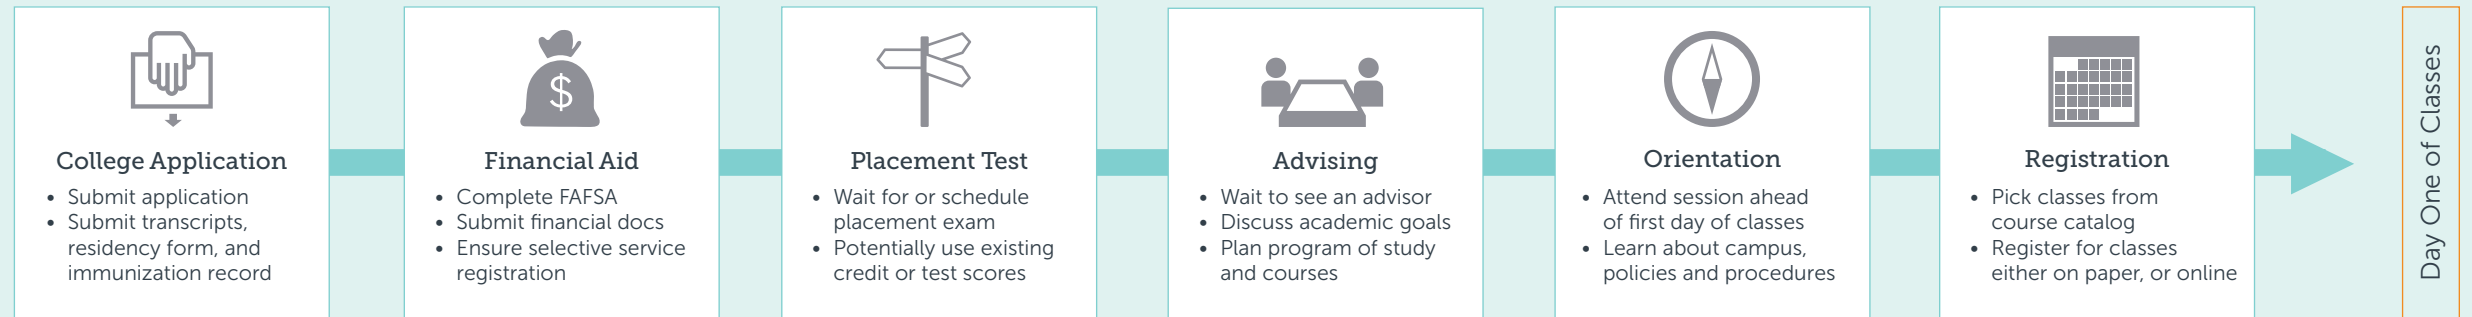 College Application
• Submit application
• Submit transcripts,
residency form, and
immunization record
$
Financial Aid
• Complete FAFSA
• Submit financial docs
• Ensure selective service
registration
Placement Test
• Wait for or schedule
placement exam
• Potentially use existing
credit or test scores
Advising
• Wait to see an advisor
• Discuss academic goals
• Plan program of study
and courses
Orientation
• Attend session ahead
of first day of classes
• Learn about campus,
policies and procedures
Registration
• Pick classes from
course catalog
• Register for classes
either on paper, or online
Day One of Classes